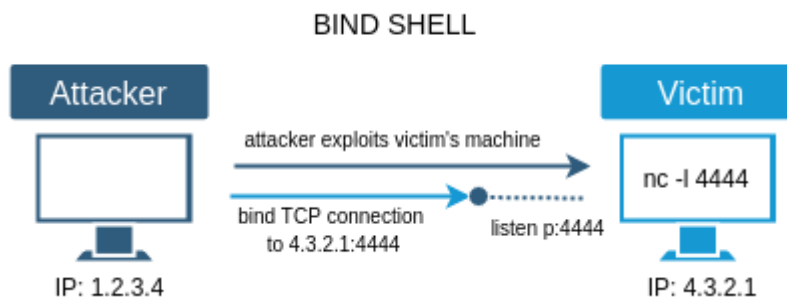 BIND SHELL
Attacker
Victim
attacker exploits victim's machine
nc -l 4444
bind TCP connection
to 4.3.2.1:4444
listen p:4444
IP: 1.2.3.4
IP: 4.3.2.1